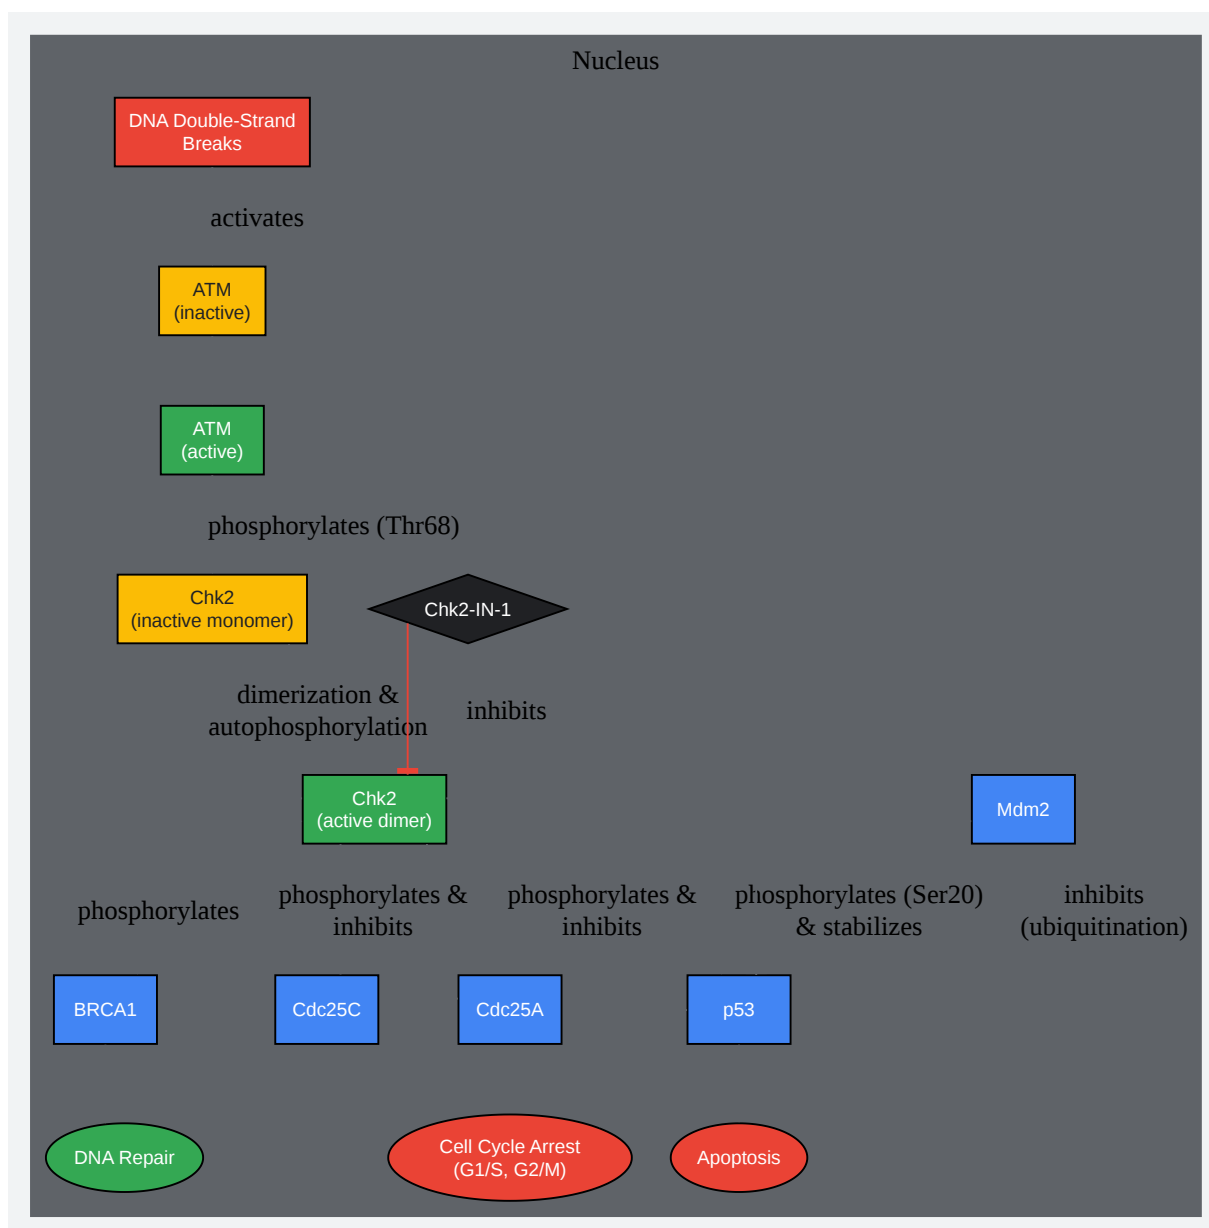 Nucleus
DNA Double-Strand
Breaks
activates
ATM
(inactive)
ATM
(active)
phosphorylates (Thr68)
Chk2
(inactive monomer)
Chk2-IN-1
dimerization &
autophosphorylation
inhibits
Chk2
(active dimer)
Mdm2
phosphorylates
phosphorylates &
inhibits
phosphorylates &
inhibits
phosphorylates (Ser20)
& stabilizes
inhibits
(ubiquitination)
BRCA1
Cdc25C
Cdc25A
p53
DNA Repair
Cell Cycle Arrest
(G1/S, G2/M)
Apoptosis